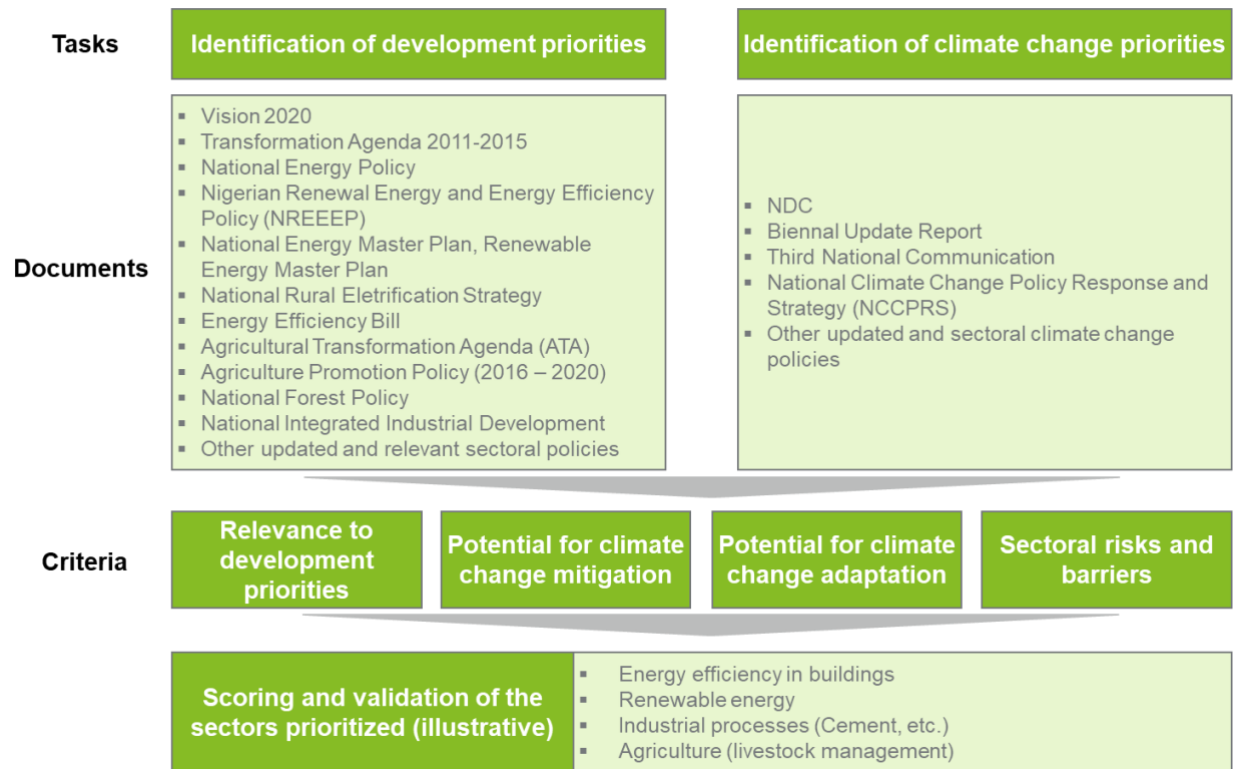 Tasks
Identification of development priorities
Identification of climate change priorities
Documents
▪ Vision 2020
▪ Transformation Agenda 2011-2015
▪ National Energy Policy
▪ Nigerian Renewal Energy and Energy Efficiency
Policy (NREEEP)
▪ National Energy Master Plan, Renewable
Energy Master Plan
▪ National Rural Eletrification Strategy
▪ Energy Efficiency Bill
▪ Agricultural Transformation Agenda (ATA)
▪ Agriculture Promotion Policy (2016 – 2020)
▪ National Forest Policy
▪ National Integrated Industrial Development
▪ Other updated and relevant sectoral policies
▪ NDC
▪ Biennal Update Report
▪ Third National Communication
▪ National Climate Change Policy Response and
Strategy (NCCPRS)
▪ Other updated and sectoral climate change
policies
Criteria
Relevance to
development
priorities
Potential for climate
change mitigation
Potential for climate
change adaptation
Sectoral risks and
barriers
Scoring and validation of the
sectors prioritized (illustrative)
▪ Energy efficiency in buildings
▪ Renewable energy
▪ Industrial processes (Cement, etc.)
▪ Agriculture (livestock management)